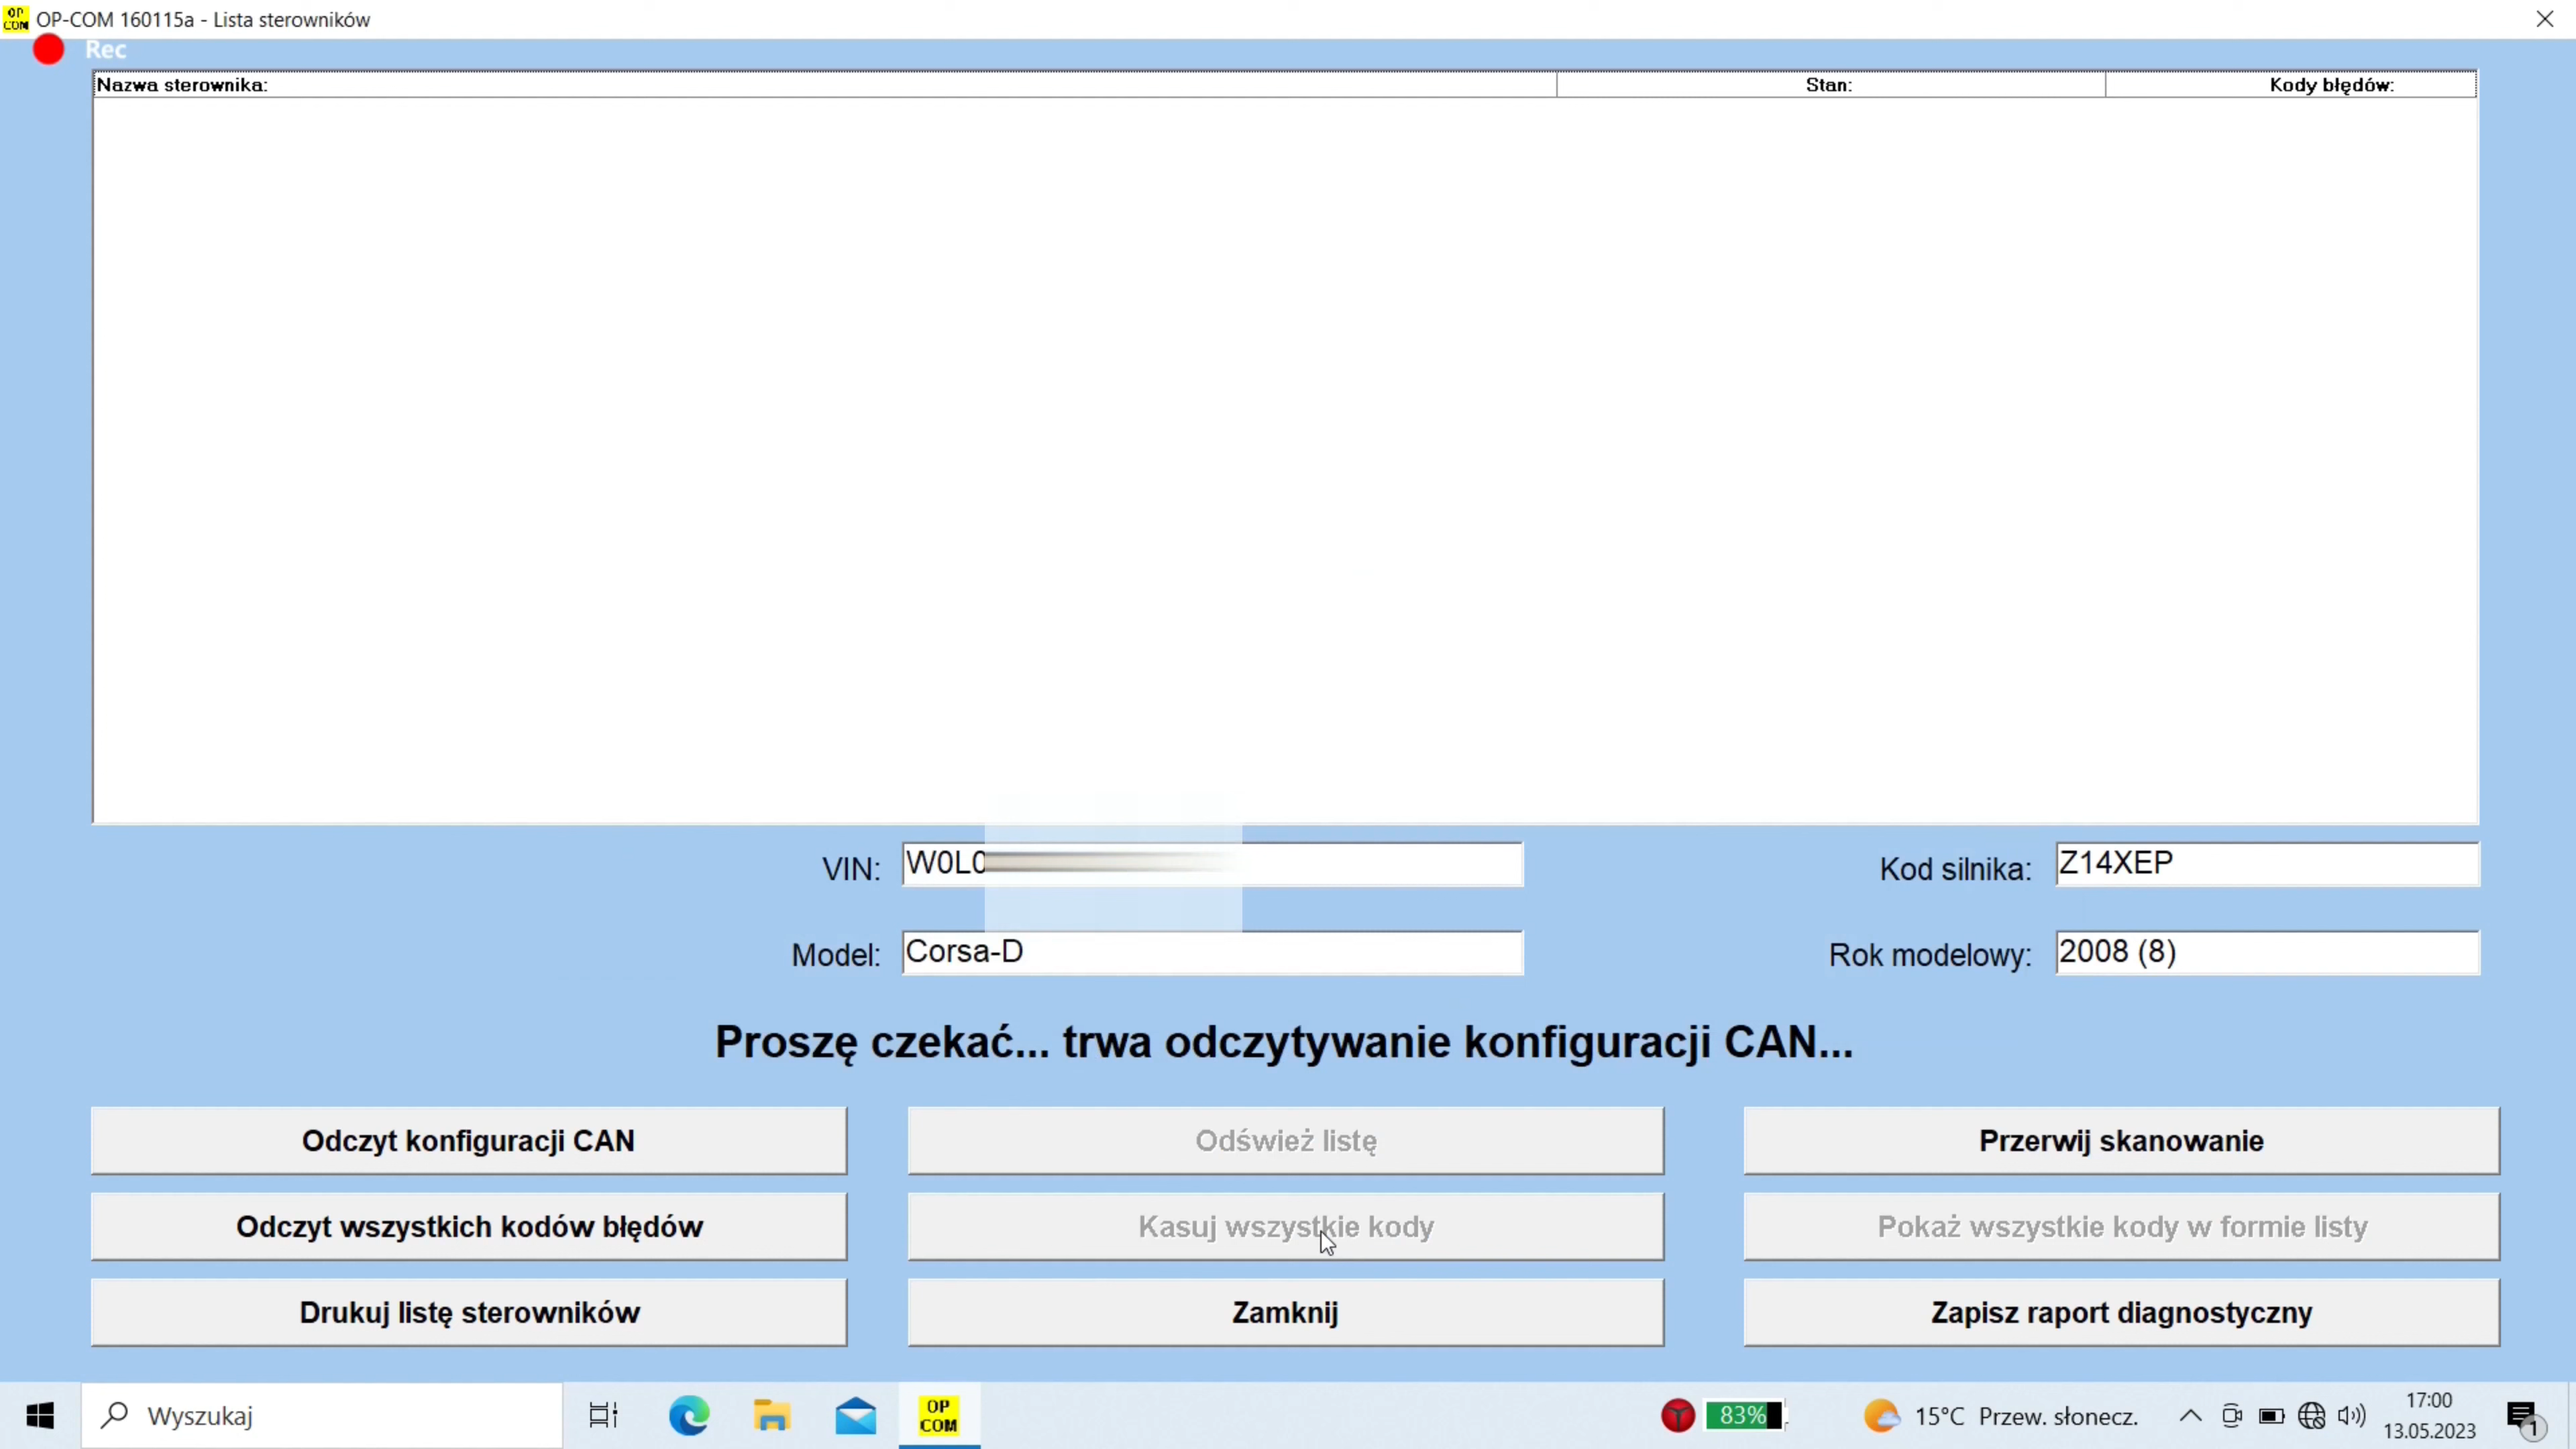 OP COM OP-COM 160115a - Lista sterowników
Rec
Nazwa sterownika: Stan: Kody błędów:
VIN: W0L0 Kod silnika: Z14XEP
Model: Corsa-D Rok modelowy: 2008 (8)
Proszę czekać... trwa odczytywanie konfiguracji CAN...
Odczyt konfiguracji CAN Odśwież listę Przerwij skanowanie
Odczyt wszystkich kodów błędów Kasuj wszystkie kody Pokaż wszystkie kody w formie listy
Drukuj listę sterowników Zamknij Zapisz raport diagnostyczny
Wyszukaj OP COM 83% 15°C Przew. słonecz. 17:00
13.05.2023 1